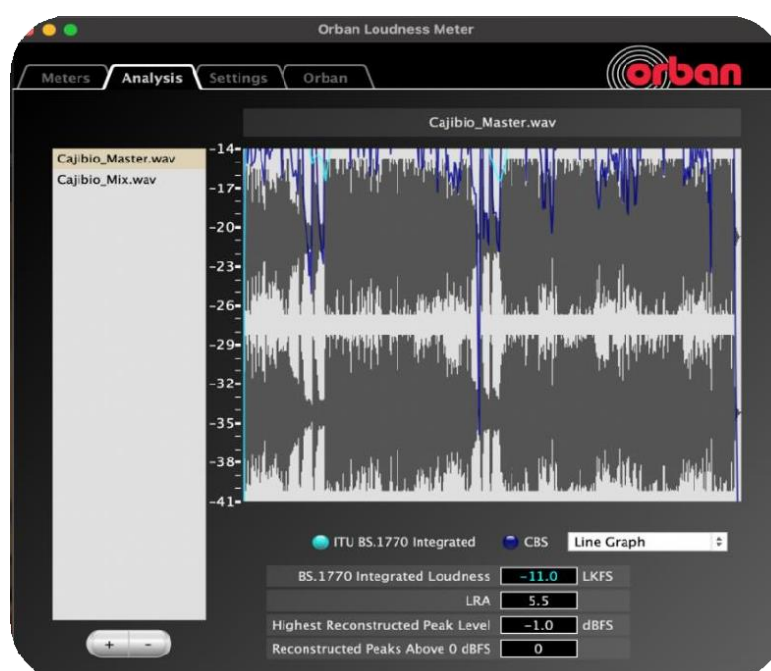 Orban Loudness Meter
Meters Analysis Settings Orban
orban
Cajibio_Master.wav
Cajibio_Master.wav
Cajibio_Mix.wav
-14-
-17-
-20-
-23-
-26-
-29-
-32-
-35-
-38-
-41-
ITU BS.1770 Integrated CBS Line Graph
BS.1770 Integrated Loudness -11.0 LKFS
LRA 5.5
Highest Reconstructed Peak Level -1.0 dBFS
Reconstructed Peaks Above 0 dBFS 0
+ -